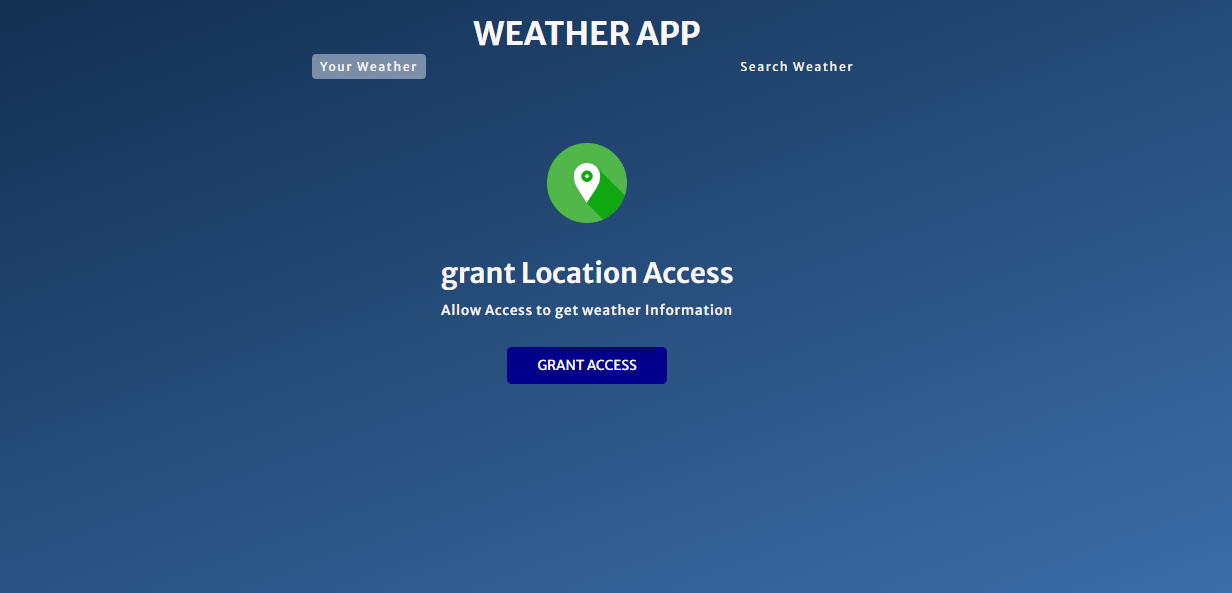 WEATHER APP
Your Weather
Search Weather
grant Location Access
Allow Access to get weather Information
GRANT ACCESS